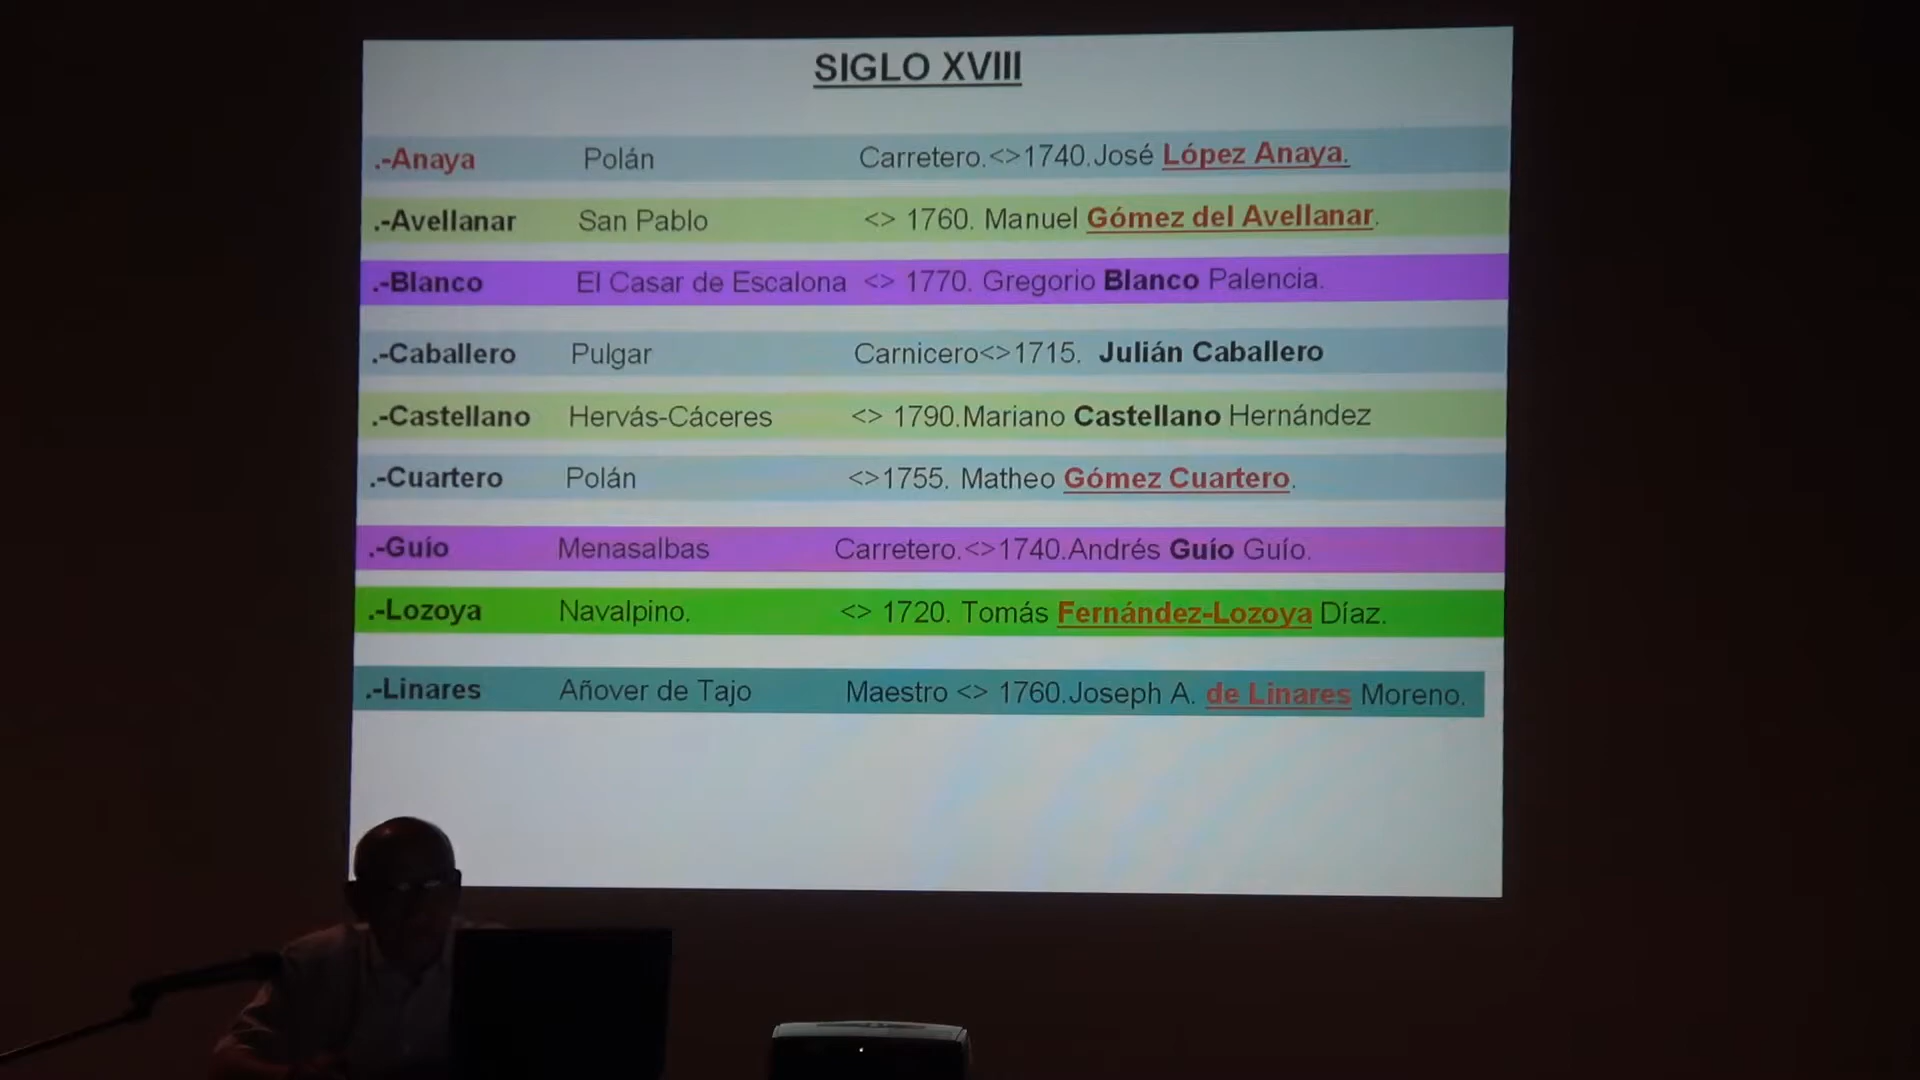 SIGLO XVIII
.-Anaya Polán Carretero.<>1740.José López Anaya.
.-Avellanar San Pablo <> 1760. Manuel Gómez del Avellanar.
.-Blanco El Casar de Escalona <> 1770. Gregorio Blanco Palencia.
.-Caballero Pulgar Carnicero<>1715. Julián Caballero
.-Castellano Hervás-Cáceres <> 1790.Mariano Castellano Hernández
.-Cuartero Polán <>1755. Matheo Gómez Cuartero.
.-Guío Menasalbas Carretero.<>1740.Andrés Guío Guío.
.-Lozoya Navalpino. <> 1720. Tomás Fernández-Lozoya Díaz.
.-Linares Añover de Tajo Maestro <> 1760.Joseph A. de Linares Moreno.